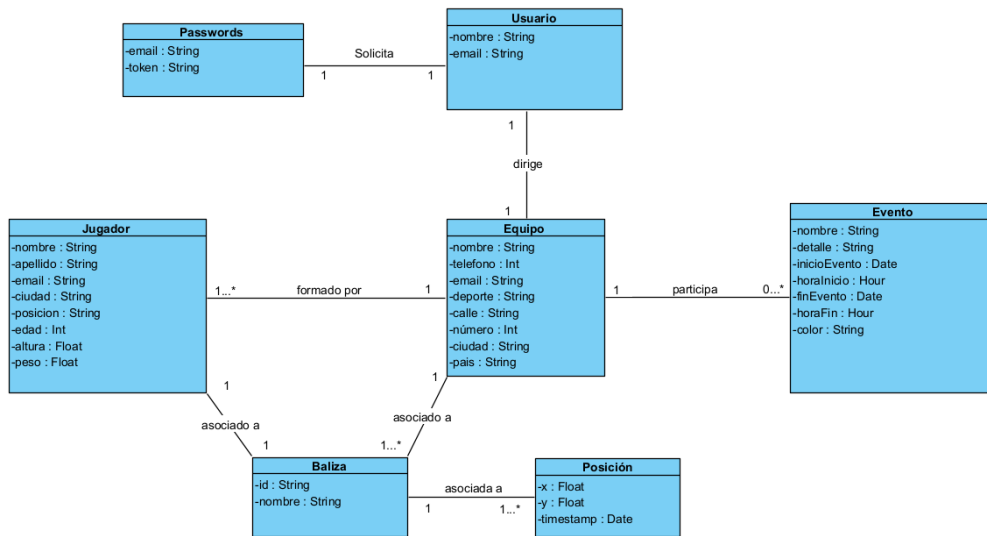 Passwords
-email : String
-token : String
Solicita
1
1
Usuario
-nombre : String
-email : String
1
dirige
1
Jugador
-nombre : String
-apellido : String
-email : String
-ciudad : String
-posicion : String
-edad : Int
-altura : Float
-peso : Float
1...*
formado por
1
Equipo
-nombre : String
-telefono : Int
-email : String
-deporte : String
-calle : String
-número : Int
-ciudad : String
-pais : String
1
participa
0...*
Evento
-nombre : String
-detalle : String
-inicioEvento : Date
-horaInicio : Hour
-finEvento : Date
-horaFin : Hour
-color : String
1
asociado a
1
1
asociado a
1...*
Baliza
-id : String
-nombre : String
asociada a
1
1...*
Posición
-x : Float
-y : Float
-timestamp : Date